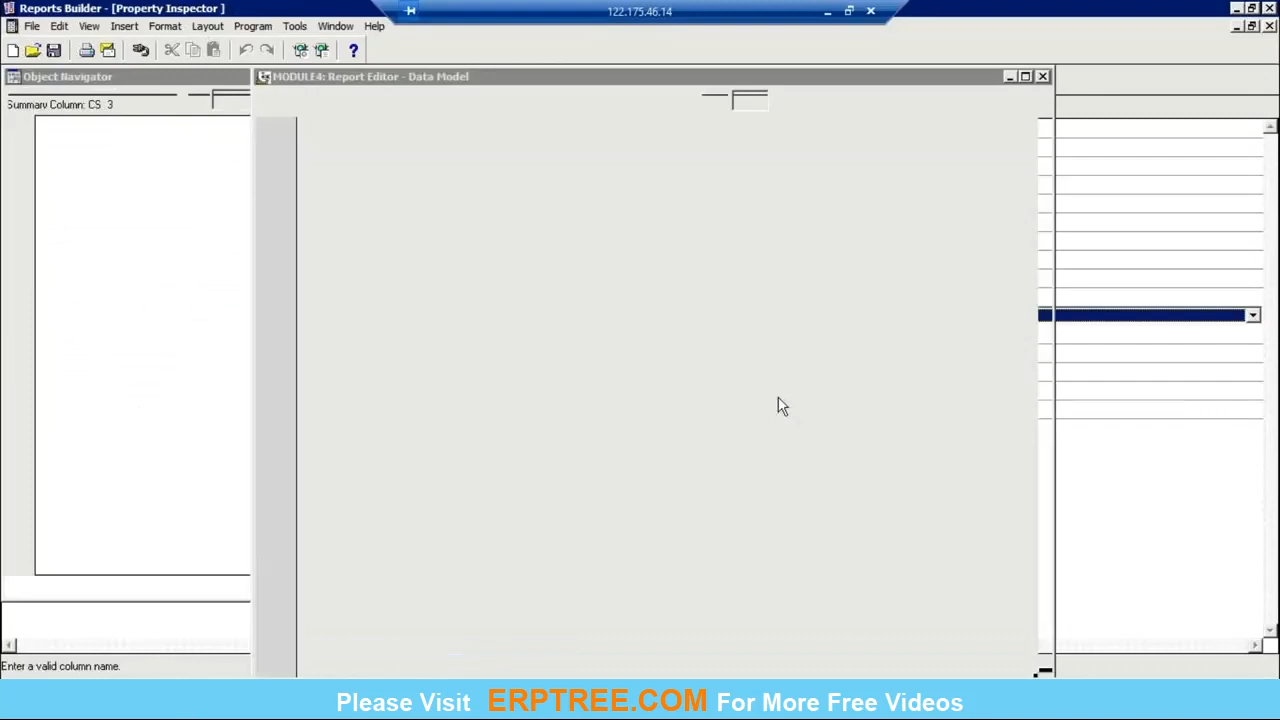 Reports Builder - [Property Inspector ]
122.175.46.14
File Edit View Insert Format Layout Program Tools Window Help
Object Navigator
MODULE4: Report Editor - Data Model
Summary Column: CS_3
Enter a valid column name.
Please Visit ERPTREE.COM For More Free Videos